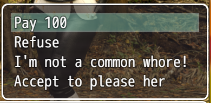 Pay 100
Refuse
I'm not a common whore!
Accept to please her